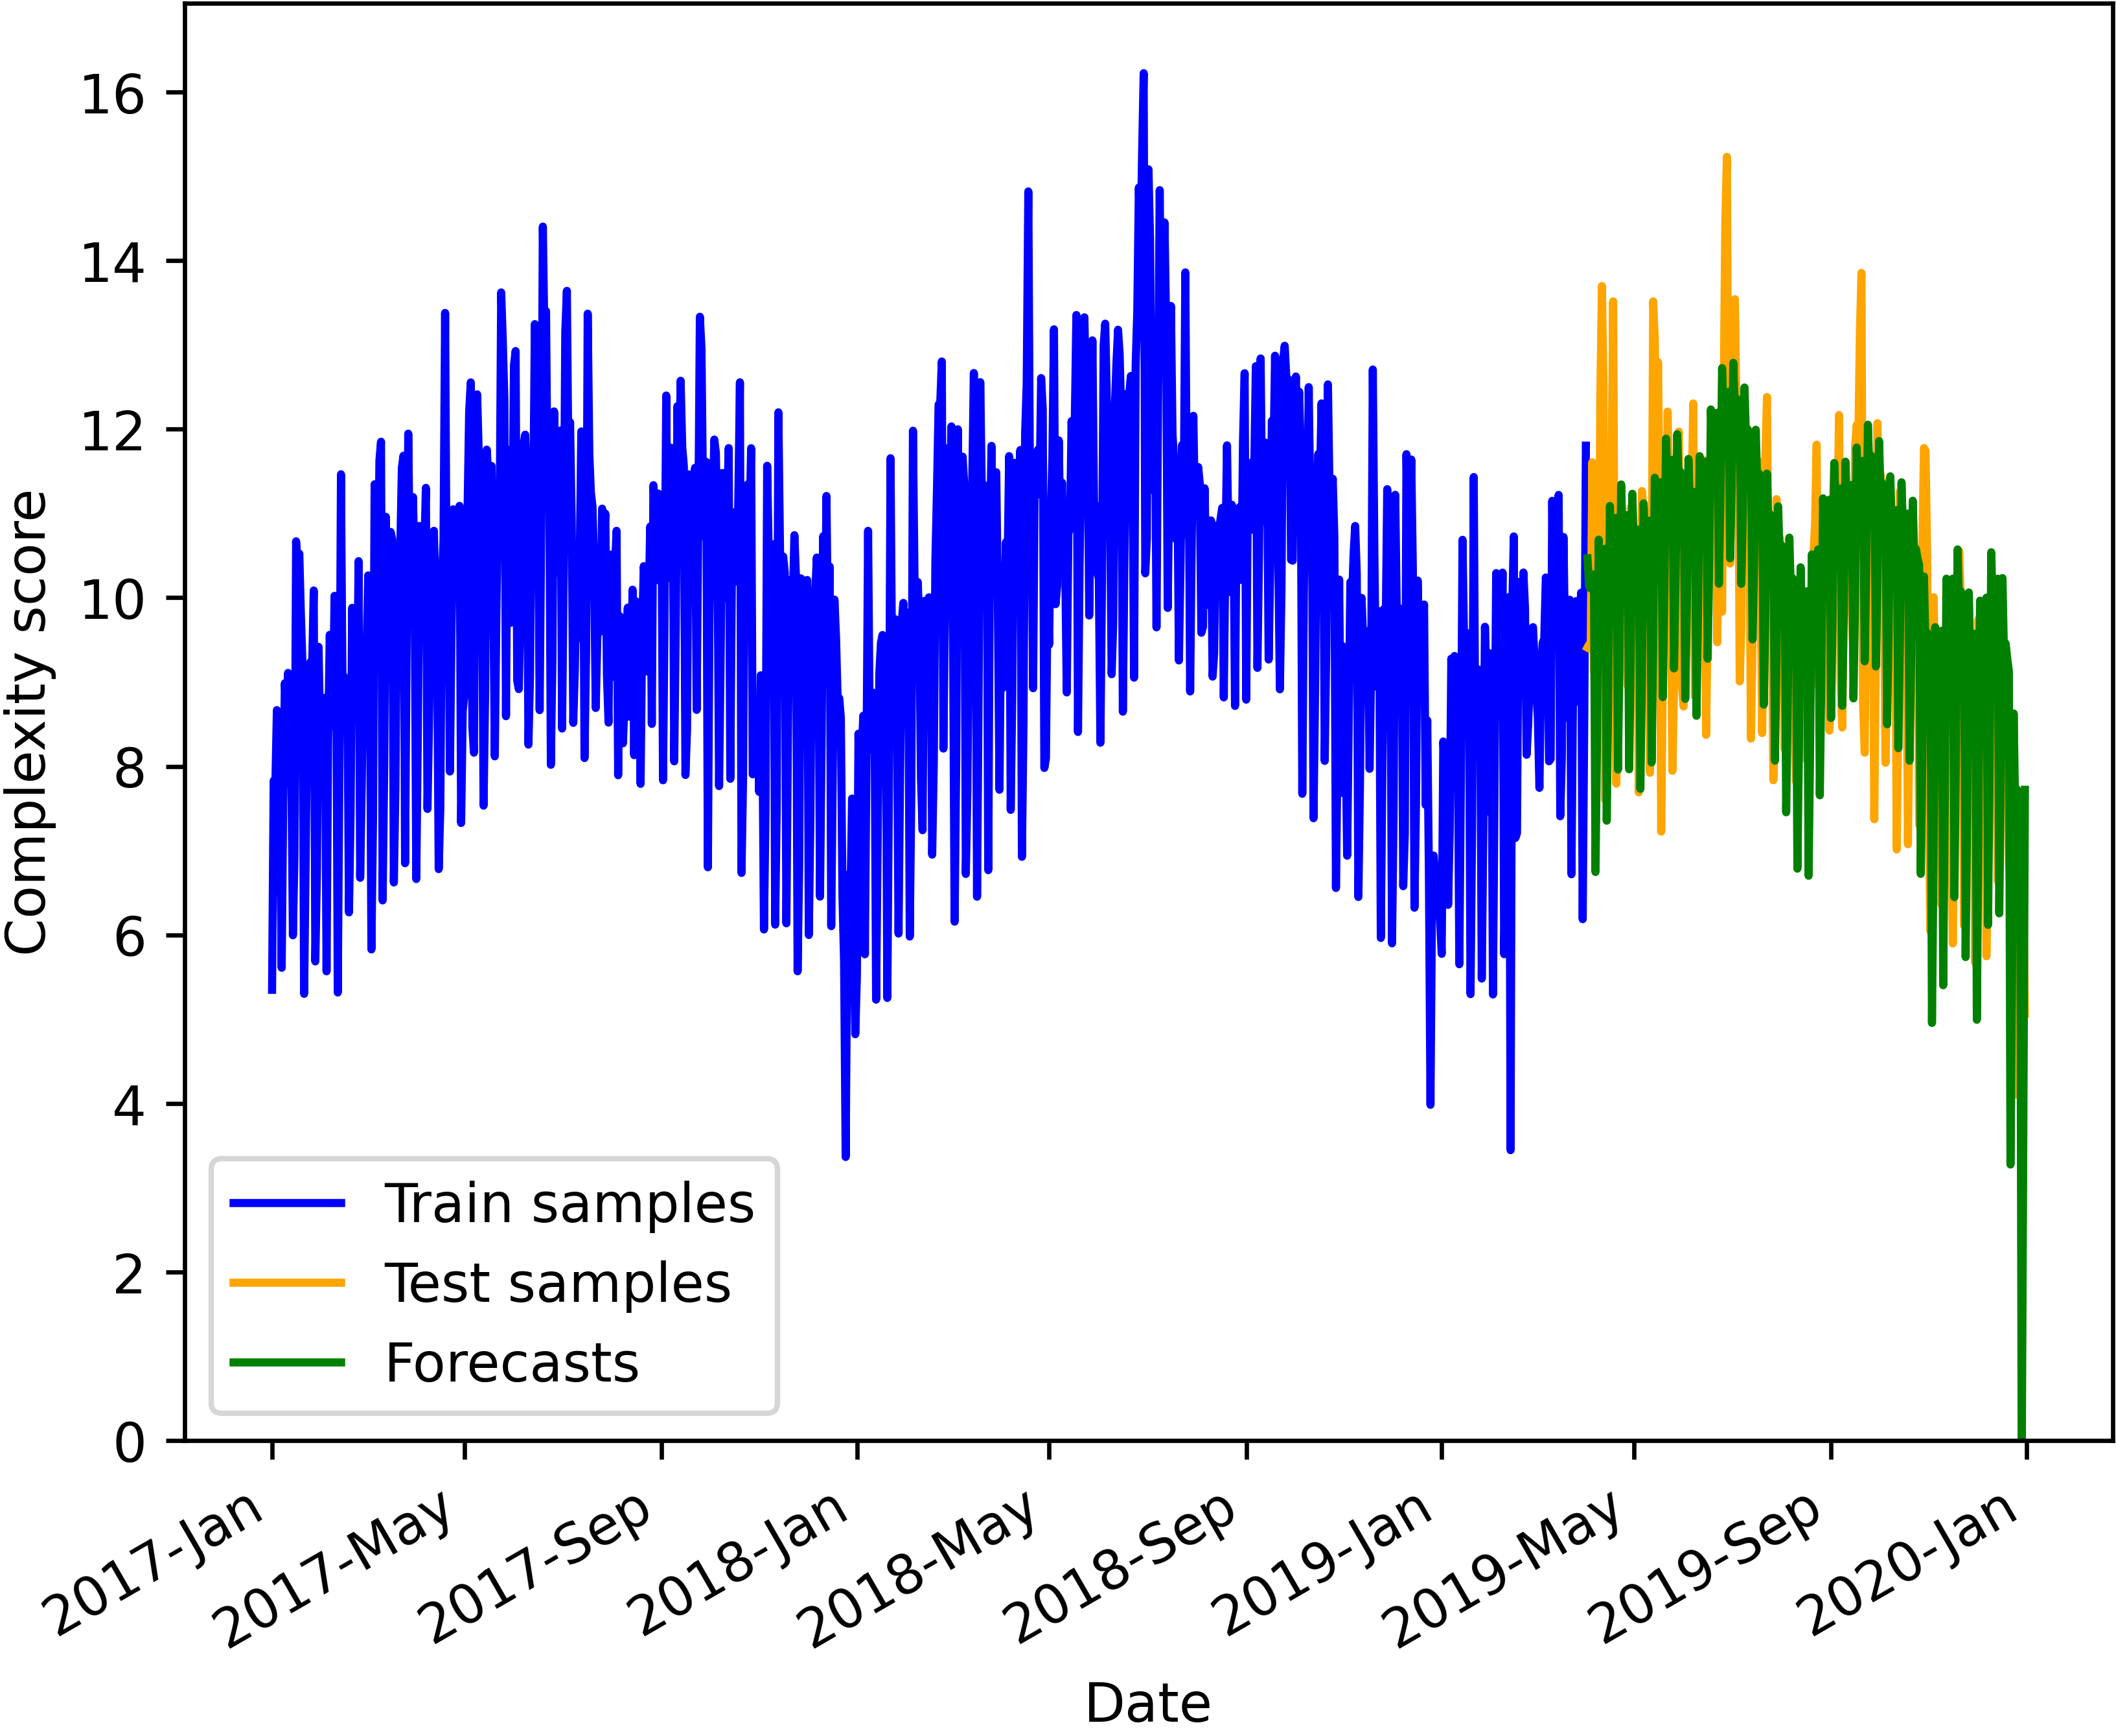 16
14
12
10
8
6
4
2
0
Complexity score
Train samples
Test samples
Forecasts
2017-Jan
2017-May
2017-Sep
2018-Jan
2018-May
2018-Sep
2019-Jan
2019-May
2019-Sep
2020-Jan
Date